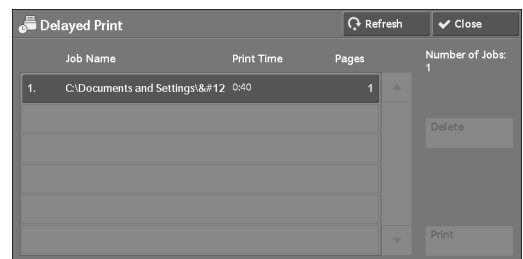 Delayed Print
Refresh
Close
Job Name Print Time Pages
Number of Jobs:
1
1. C:\Documents and Settings\&#12 0:40 1
Delete
Print